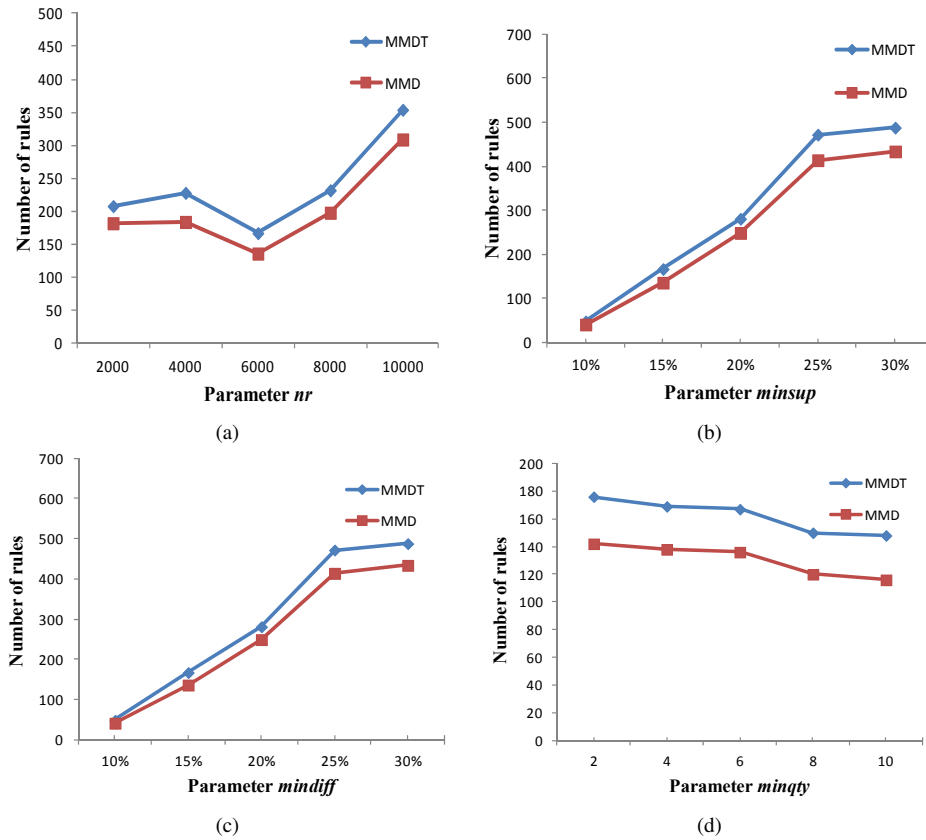 500
450
400
350
300
250
200
150
100
50
0
Number of rules
MMDT
MMD
2000 4000 6000 8000 10000
Parameter nr
(a)
700
600
500
400
300
200
100
0
Number of rules
MMDT
MMD
10% 15% 20% 25% 30%
Parameter minsup
(b)
700
600
500
400
300
200
100
0
Number of rules
MMDT
MMD
10% 15% 20% 25% 30%
Parameter mindiff
(c)
200
180
160
140
120
100
80
60
40
20
0
Number of rules
MMDT
MMD
2 4 6 8 10
Parameter minqty
(d)